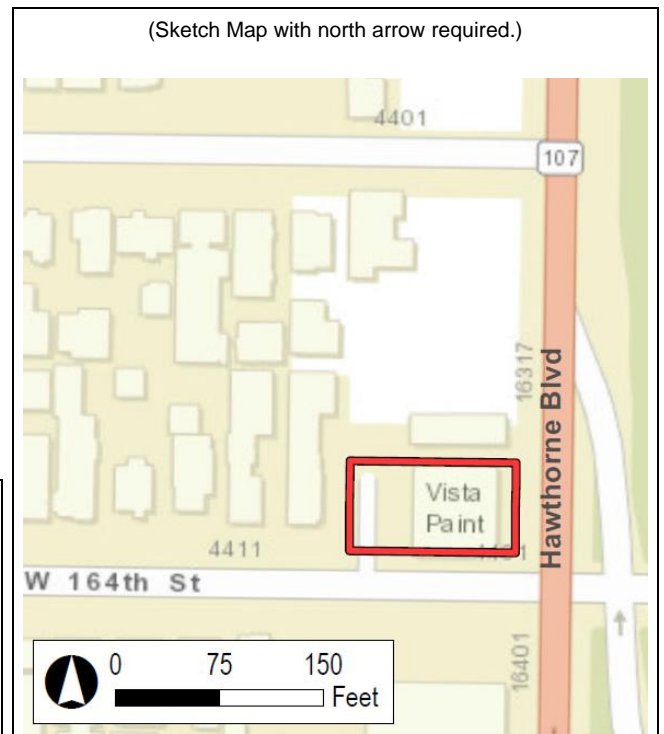 (Sketch Map with north arrow required.)
4401
107
16317
Hawthorne Blvd
Vista
Paint
4411
W 164th St
16401
0 75 150
Feet